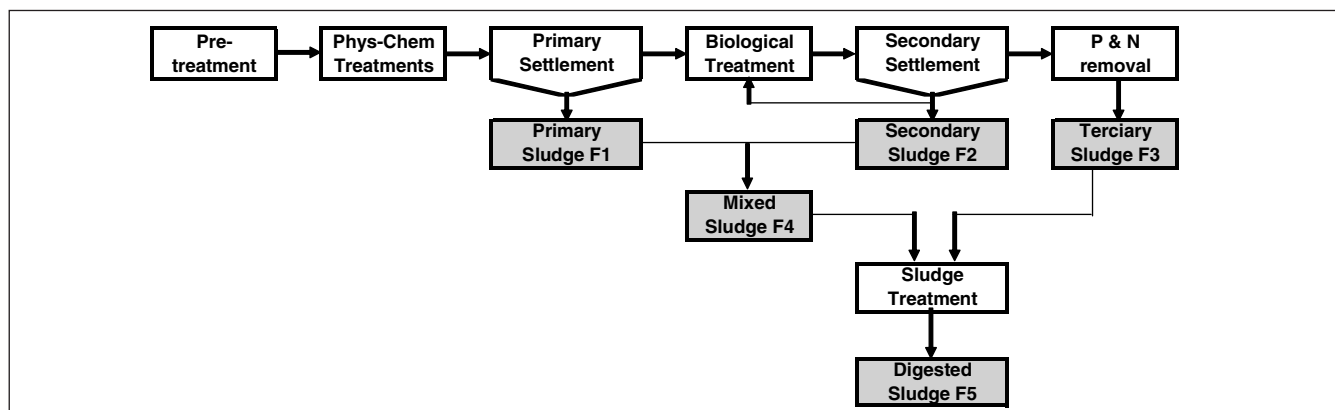 Pre-
treatment
Phys-Chem
Treatments
Primary
Settlement
Biological
Treatment
Secondary
Settlement
P & N
removal
Primary
Sludge F1
Secondary
Sludge F2
Terciary
Sludge F3
Mixed
Sludge F4
Sludge
Treatment
Digested
Sludge F5